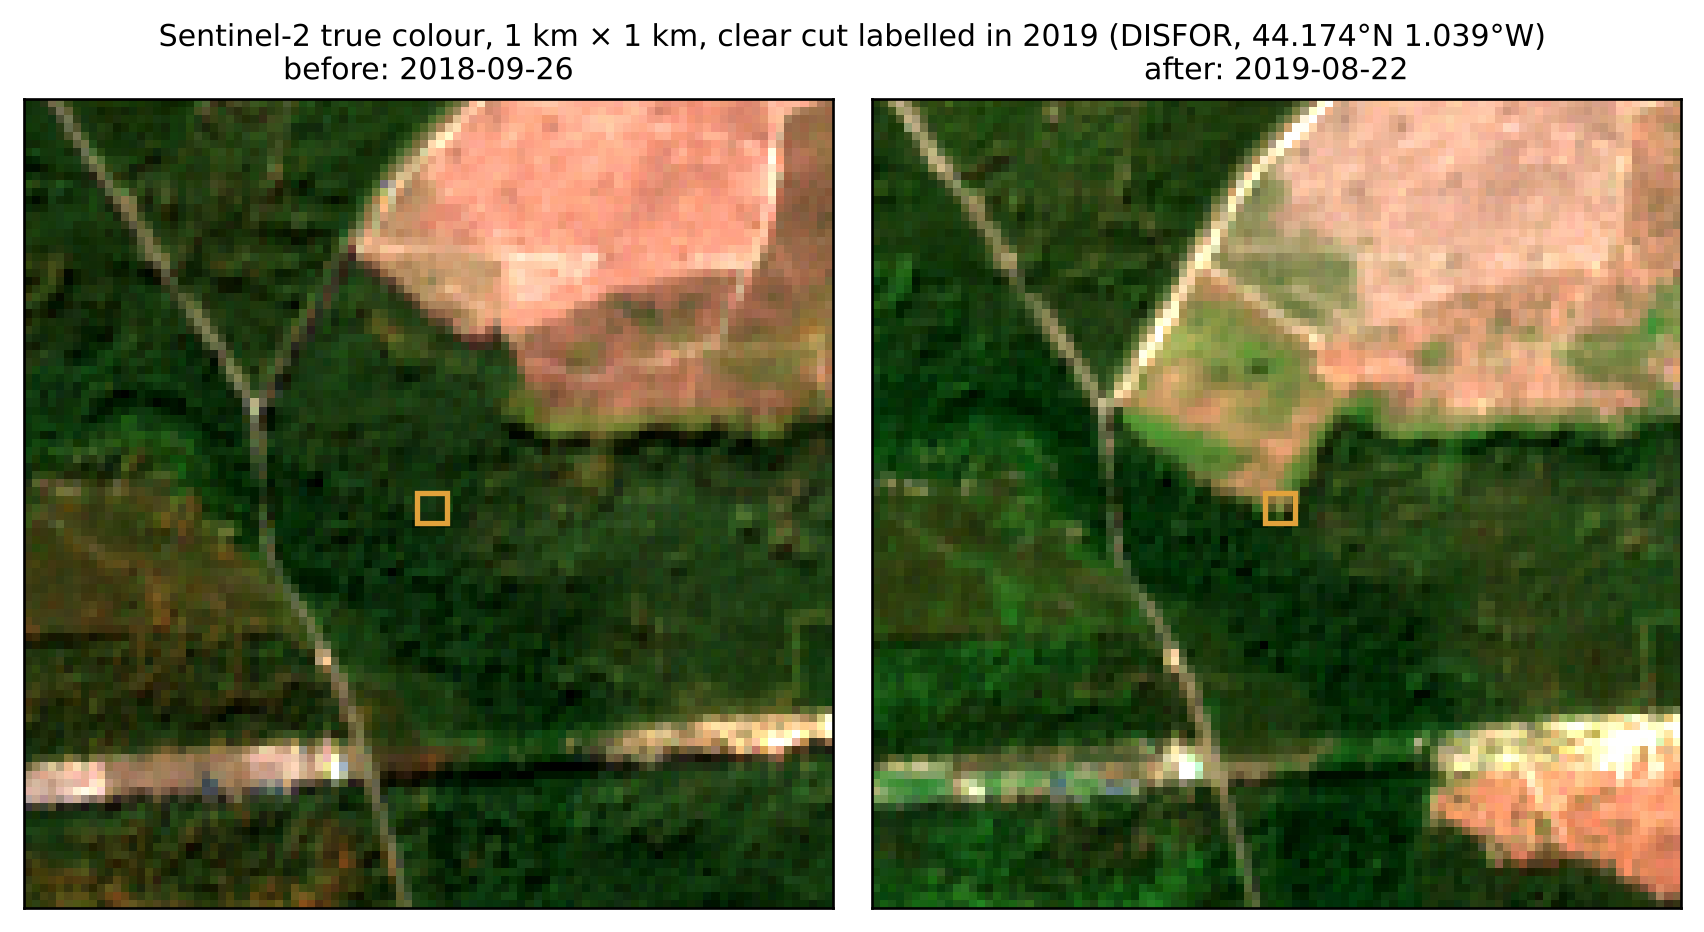 Sentinel-2 true colour, 1 km × 1 km, clear cut labelled in 2019 (DISFOR, 44.174°N 1.039°W)
before: 2018-09-26
after: 2019-08-22